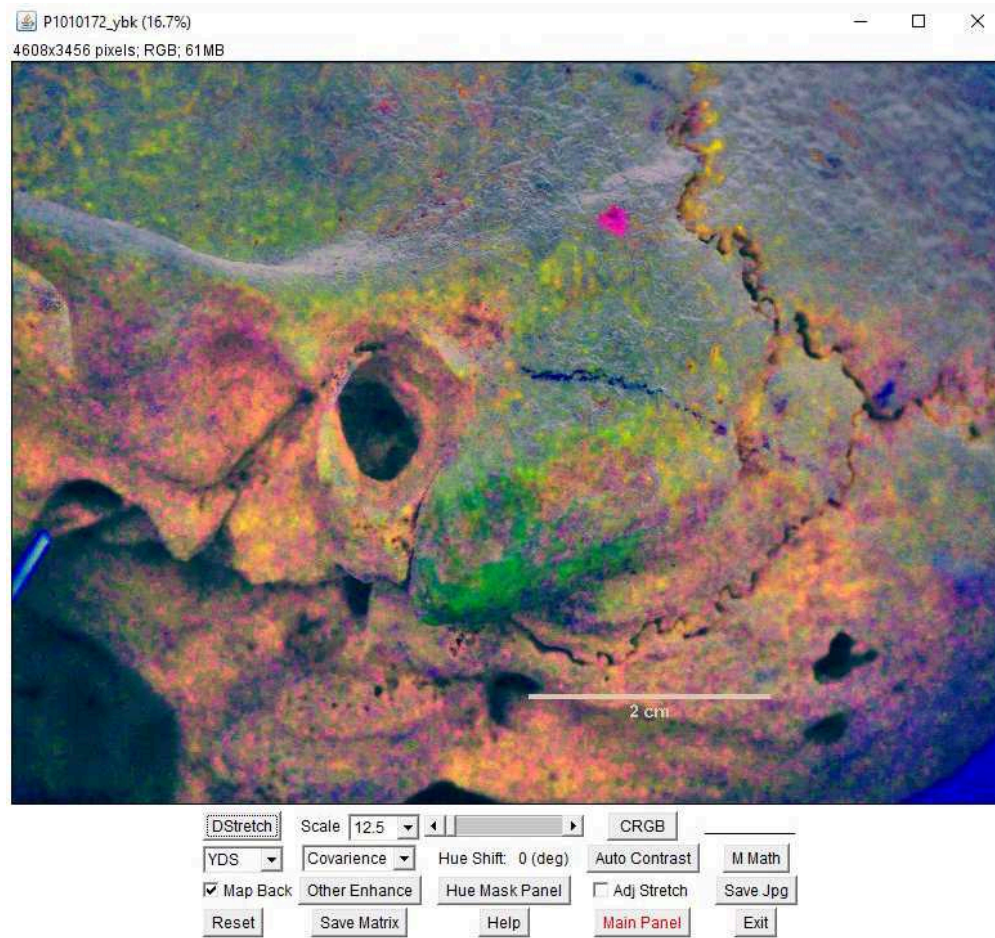 P1010172_ybk (16.7%)
4608x3456 pixels; RGB; 61MB
2 cm
DStretch Scale 12.5 CRGB
YDS Covarience Hue Shift: 0 (deg) Auto Contrast M Math
Map Back Other Enhance Hue Mask Panel Adj Stretch Save Jpg
Reset Save Matrix Help Main Panel Exit